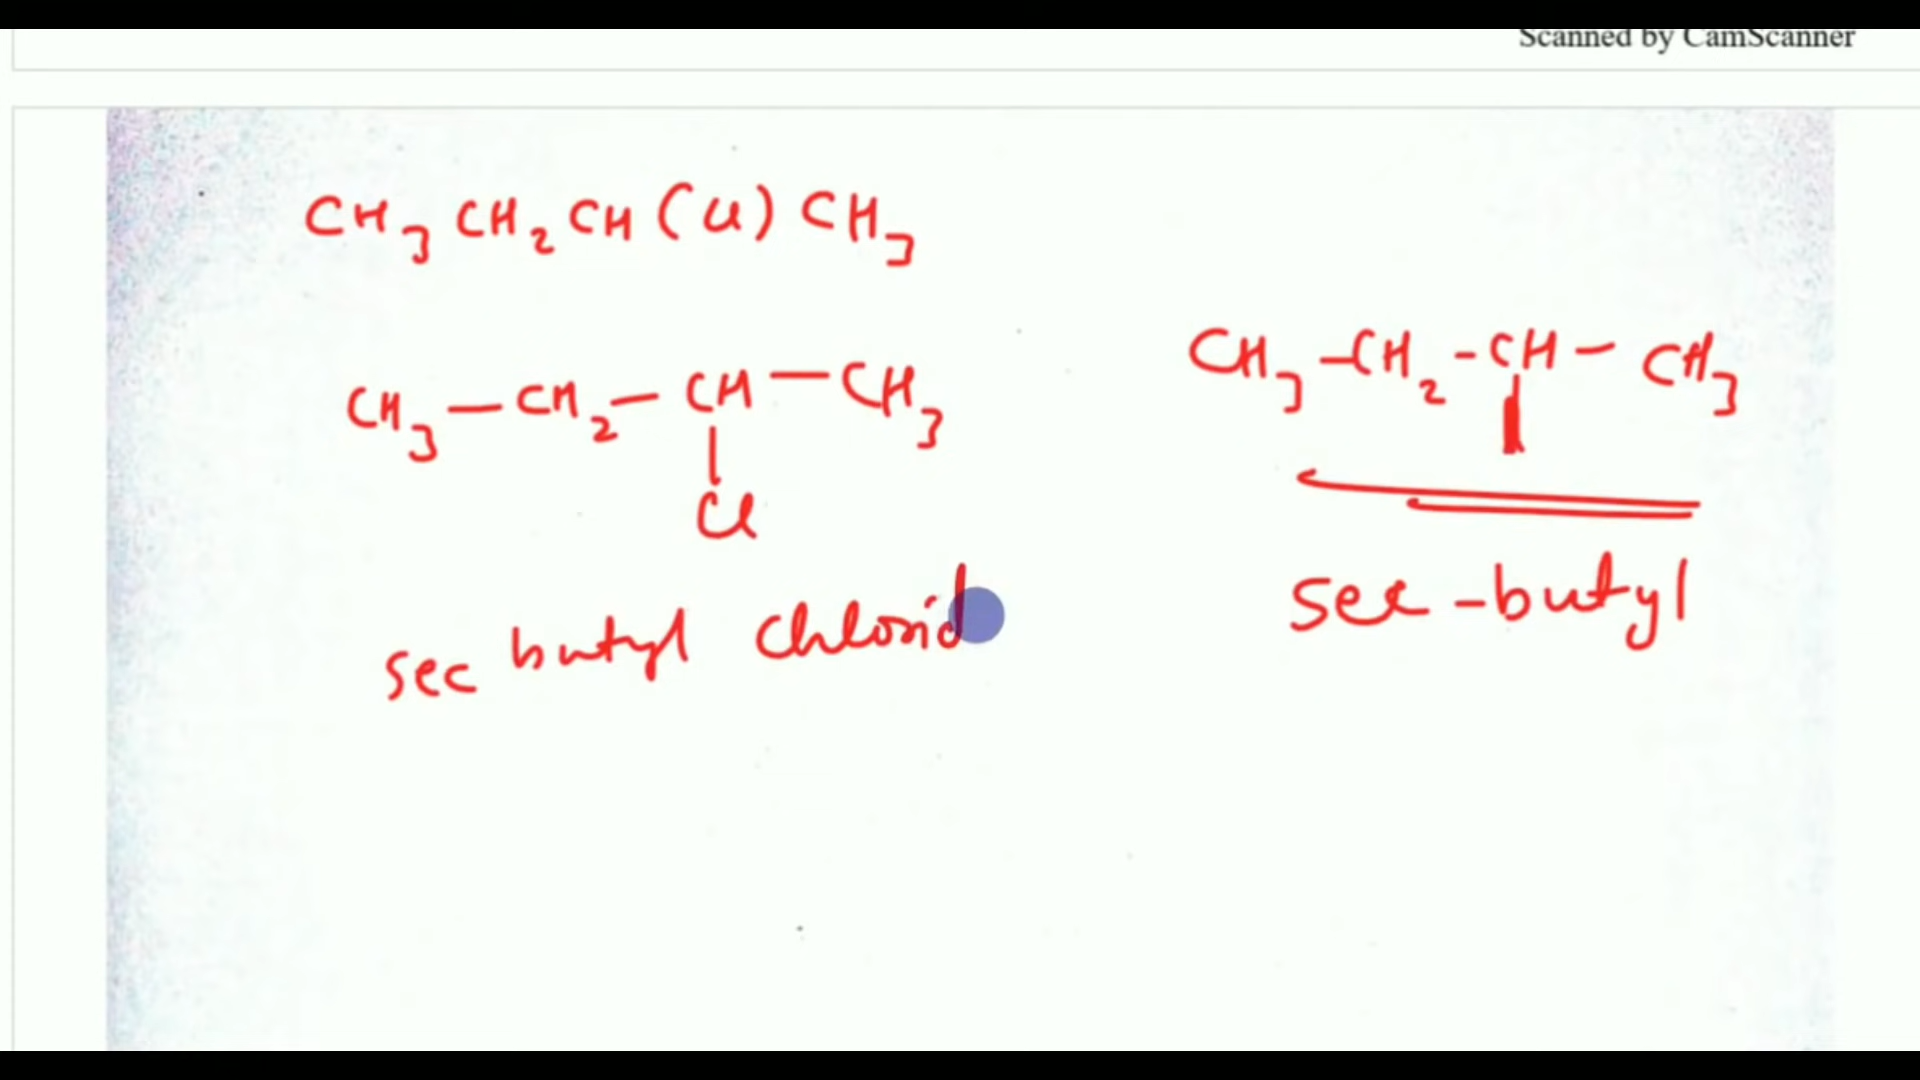 Scanned by CamScanner
CH3 CH2 CH (Cl) CH3
CH3 — CH2 — CH — CH3
|
Cl
sec butyl chlorid
CH3 - CH2 - CH - CH3
|
sec - butyl